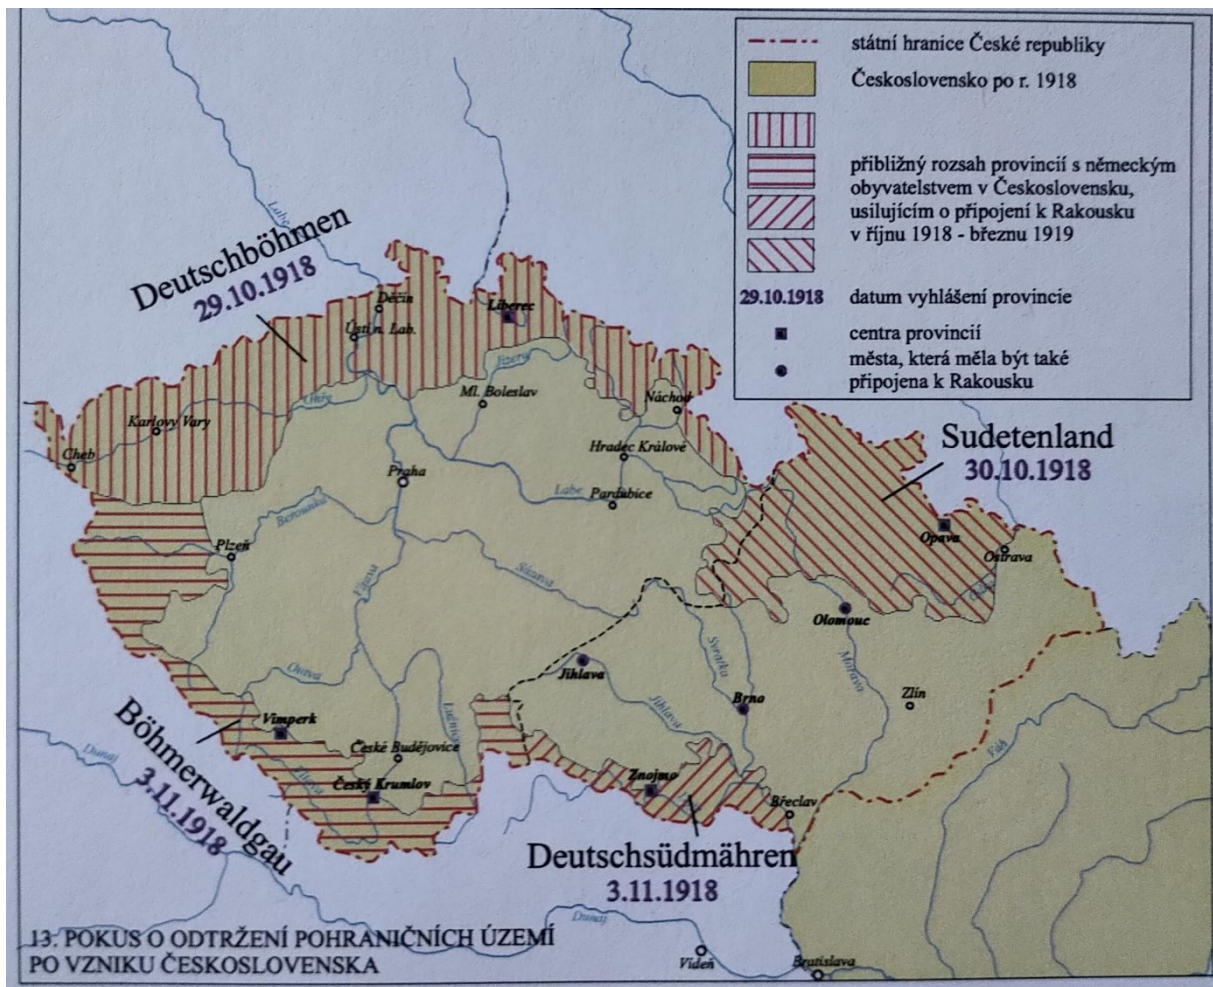 státní hranice České republiky
Československo po r. 1918
přibližný rozsah provincií s německým
obyvatelstvem v Československu,
usilujícím o připojení k Rakousku
v říjnu 1918 - březnu 1919
29.10.1918 datum vyhlášení provincie
centra provincií
města, která měla být také
připojena k Rakousku
Labe
Deutschböhmen
29.10.1918
Děčín
Liberec
Ústí n. Lab.
Jizera
Ohře
Ml. Boleslav
Náchod
Karlovy Vary
Cheb
Hradec Králové
Sudetenland
30.10.1918
Praha
Labe
Pardubice
Berounka
Opava
Ostrava
Plzeň
Vltava
Sázava
Odra
Olomouc
Svratka
Morava
Otava
Jihlava
Zlín
Jihlava
Brno
Lužnice
Váh
Böhmerwaldgau
3.11.1918
Vimperk
České Budějovice
Dunaj
Vltava
Český Krumlov
Znojmo
Břeclav
Deutschsüdmähren
3.11.1918
Dunaj
Vídeň
Bratislava
13. POKUS O ODTRŽENÍ POHRANIČNÍCH ÚZEMÍ
PO VZNIKU ČESKOSLOVENSKA